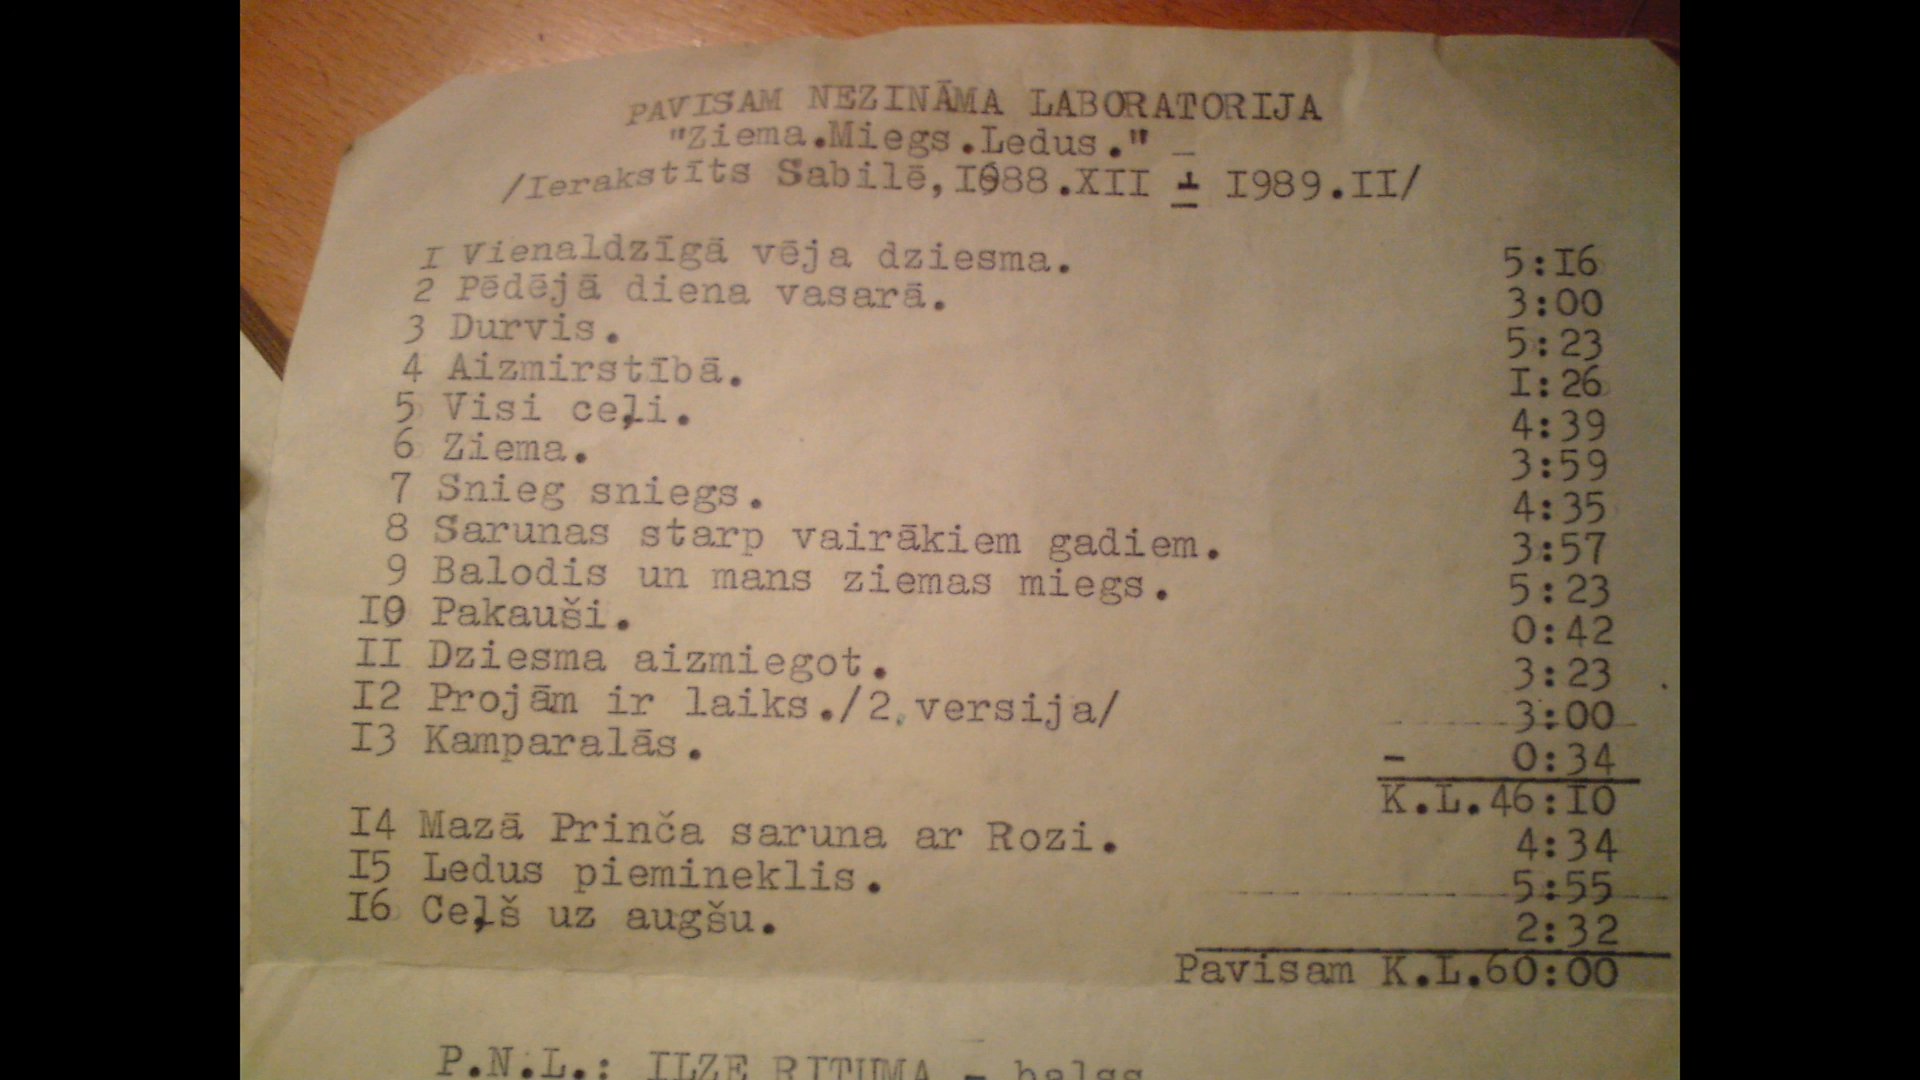 PAVISAM NEZINĀMA LABORATORIJA
"Ziema.Miegs.Ledus."
/Ierakstīts Sabilē,I988.XII - I989.II/
I Vienaldzīgā vēja dziesma. 5:I6
2 Pēdējā diena vasarā. 3:00
3 Durvis. 5:23
4 Aizmirstībā. I:26
5 Visi ceļi. 4:39
6 Ziema. 3:59
7 Snieg sniegs. 4:35
8 Sarunas starp vairākiem gadiem. 3:57
9 Balodis un mans ziemas miegs. 5:23
I0 Pakauši. 0:42
II Dziesma aizmiegot. 3:23
I2 Projām ir laiks./2.versija/ 3:00
I3 Kamparalās. - 0:34
K.L.46:I0
I4 Mazā Prinča saruna ar Rozi. 4:34
I5 Ledus piemineklis. 5:55
I6 Ceļš uz augšu. 2:32
Pavisam K.L.60:00
P.N.L.: ILZE RITUMA - balss